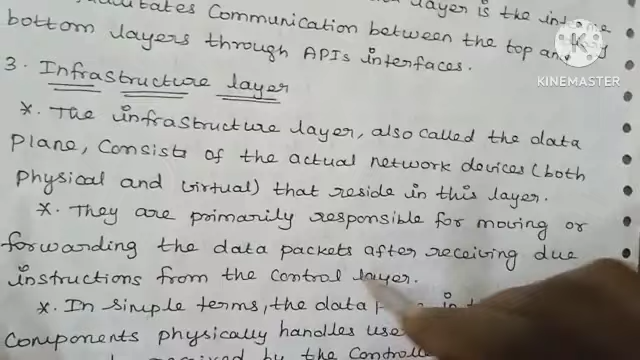 layer is the
Communication between the top and
bottom layers through APIs interfaces.
KINEMASTER
3. Infrastructure layer
*. The infrastructure layer, also called the data
plane, consists of the actual network devices (both
physical and virtual) that reside in this layer.
*. They are primarily responsible for moving or
forwarding the data packets after receiving due
instructions from the control layer.
*. In simple terms, the data
Components physically handles
by the